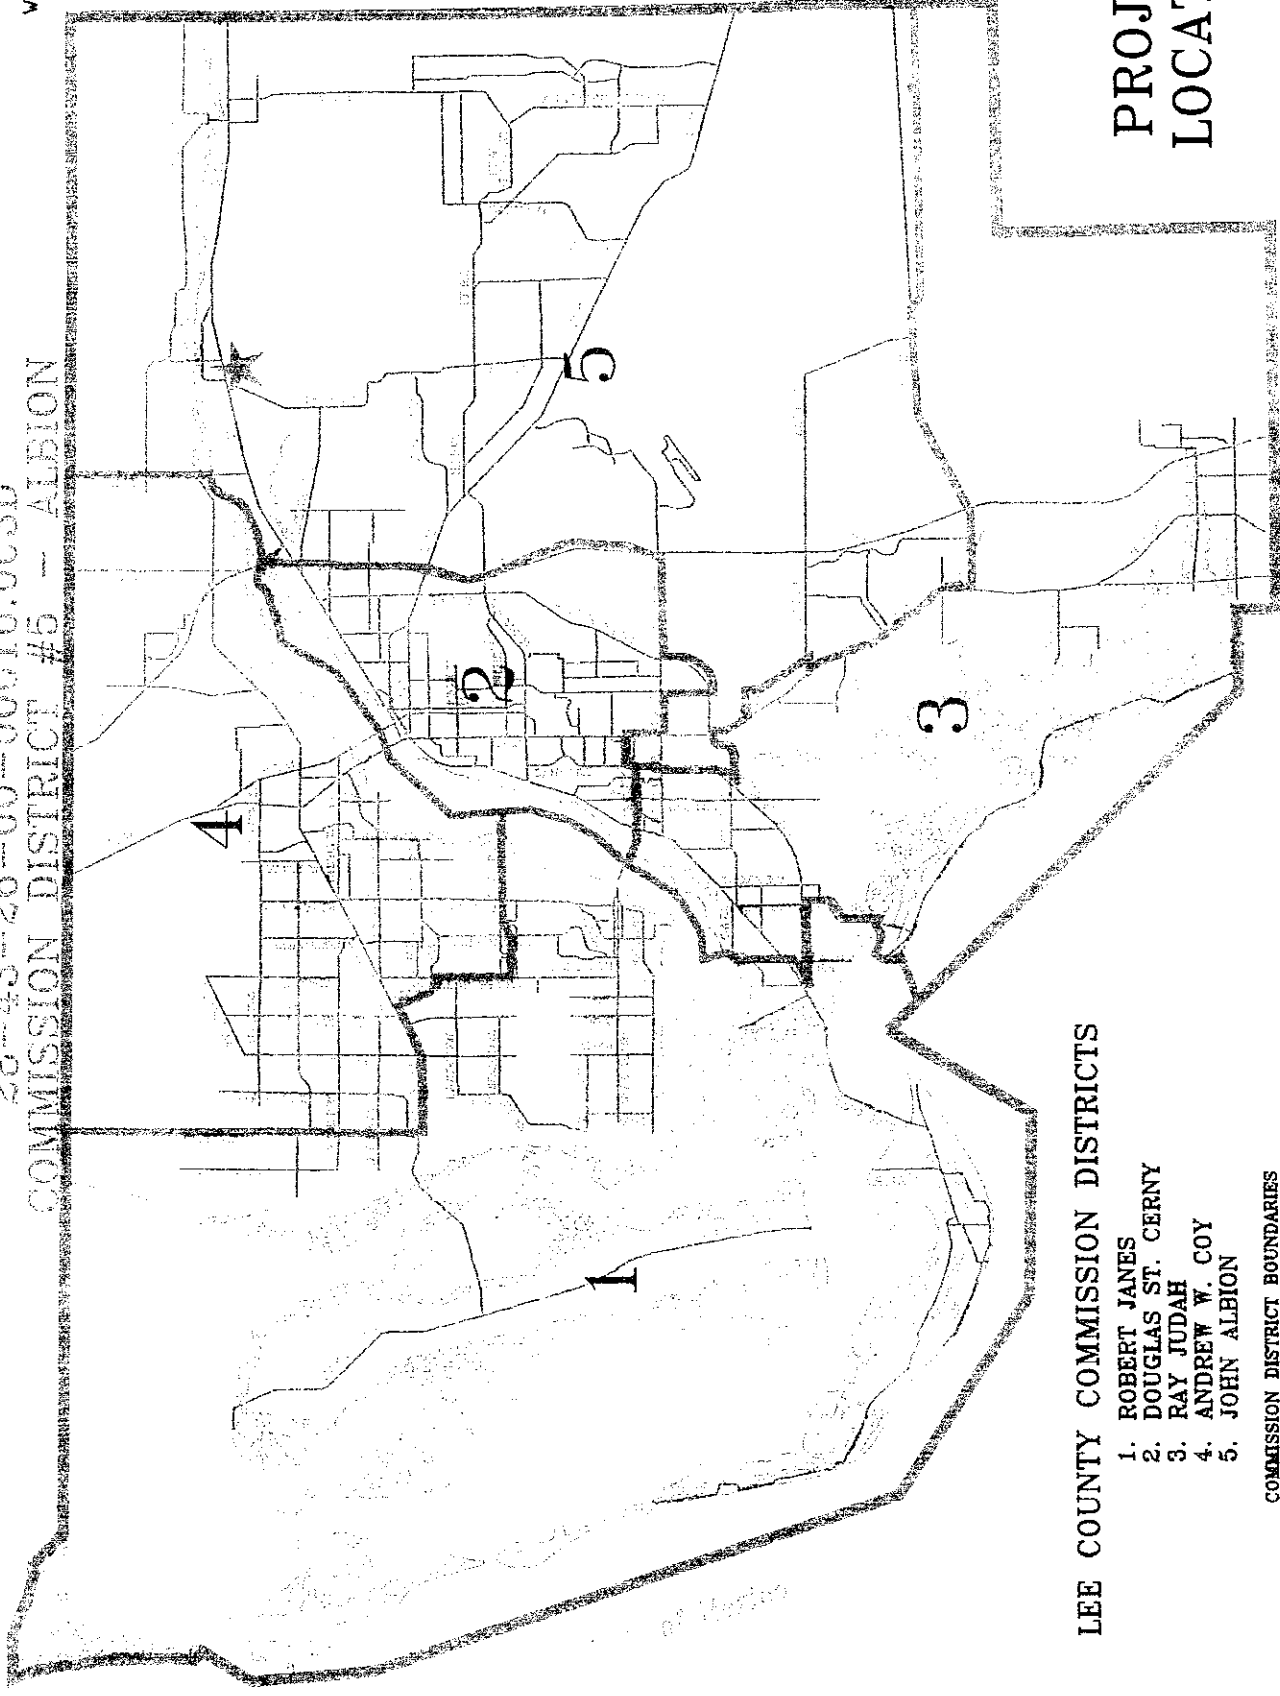 COMMISSION DISTRICT #5 - ALBION
4
5
2
3
1
PROJ
LOCAT
LEE COUNTY COMMISSION DISTRICTS
1. ROBERT JANES
2. DOUGLAS ST. CERNY
3. RAY JUDAH
4. ANDREW W. COY
5. JOHN ALBION
COMMISSION DISTRICT BOUNDARIES